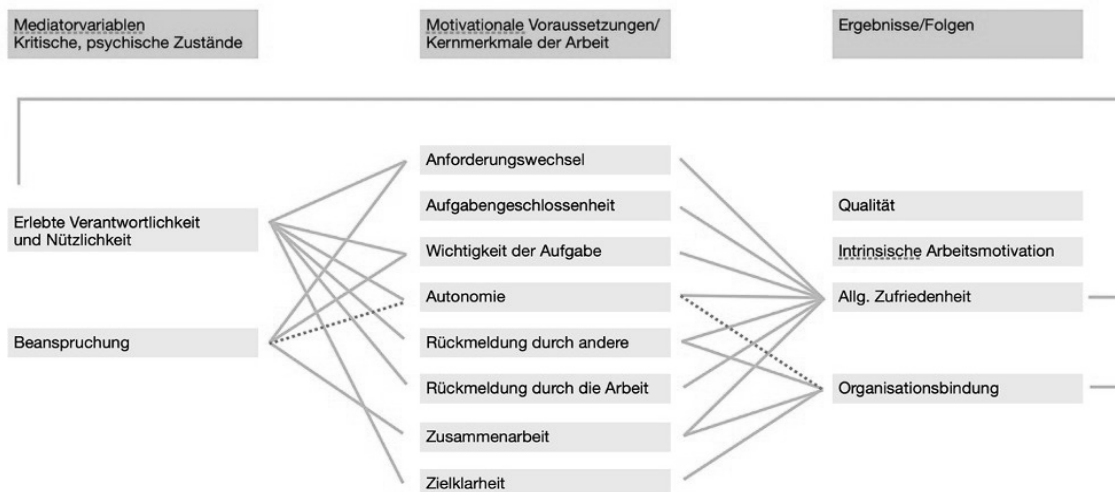 Mediatorvariablen
Kritische, psychische Zustände
Motivationale Voraussetzungen/
Kernmerkmale der Arbeit
Ergebnisse/Folgen
Erlebte Verantwortlichkeit
und Nützlichkeit
Beanspruchung
Anforderungswechsel
Aufgabengeschlossenheit
Wichtigkeit der Aufgabe
Autonomie
Rückmeldung durch andere
Rückmeldung durch die Arbeit
Zusammenarbeit
Zielklarheit
Qualität
Intrinsische Arbeitsmotivation
Allg. Zufriedenheit
Organisationsbindung